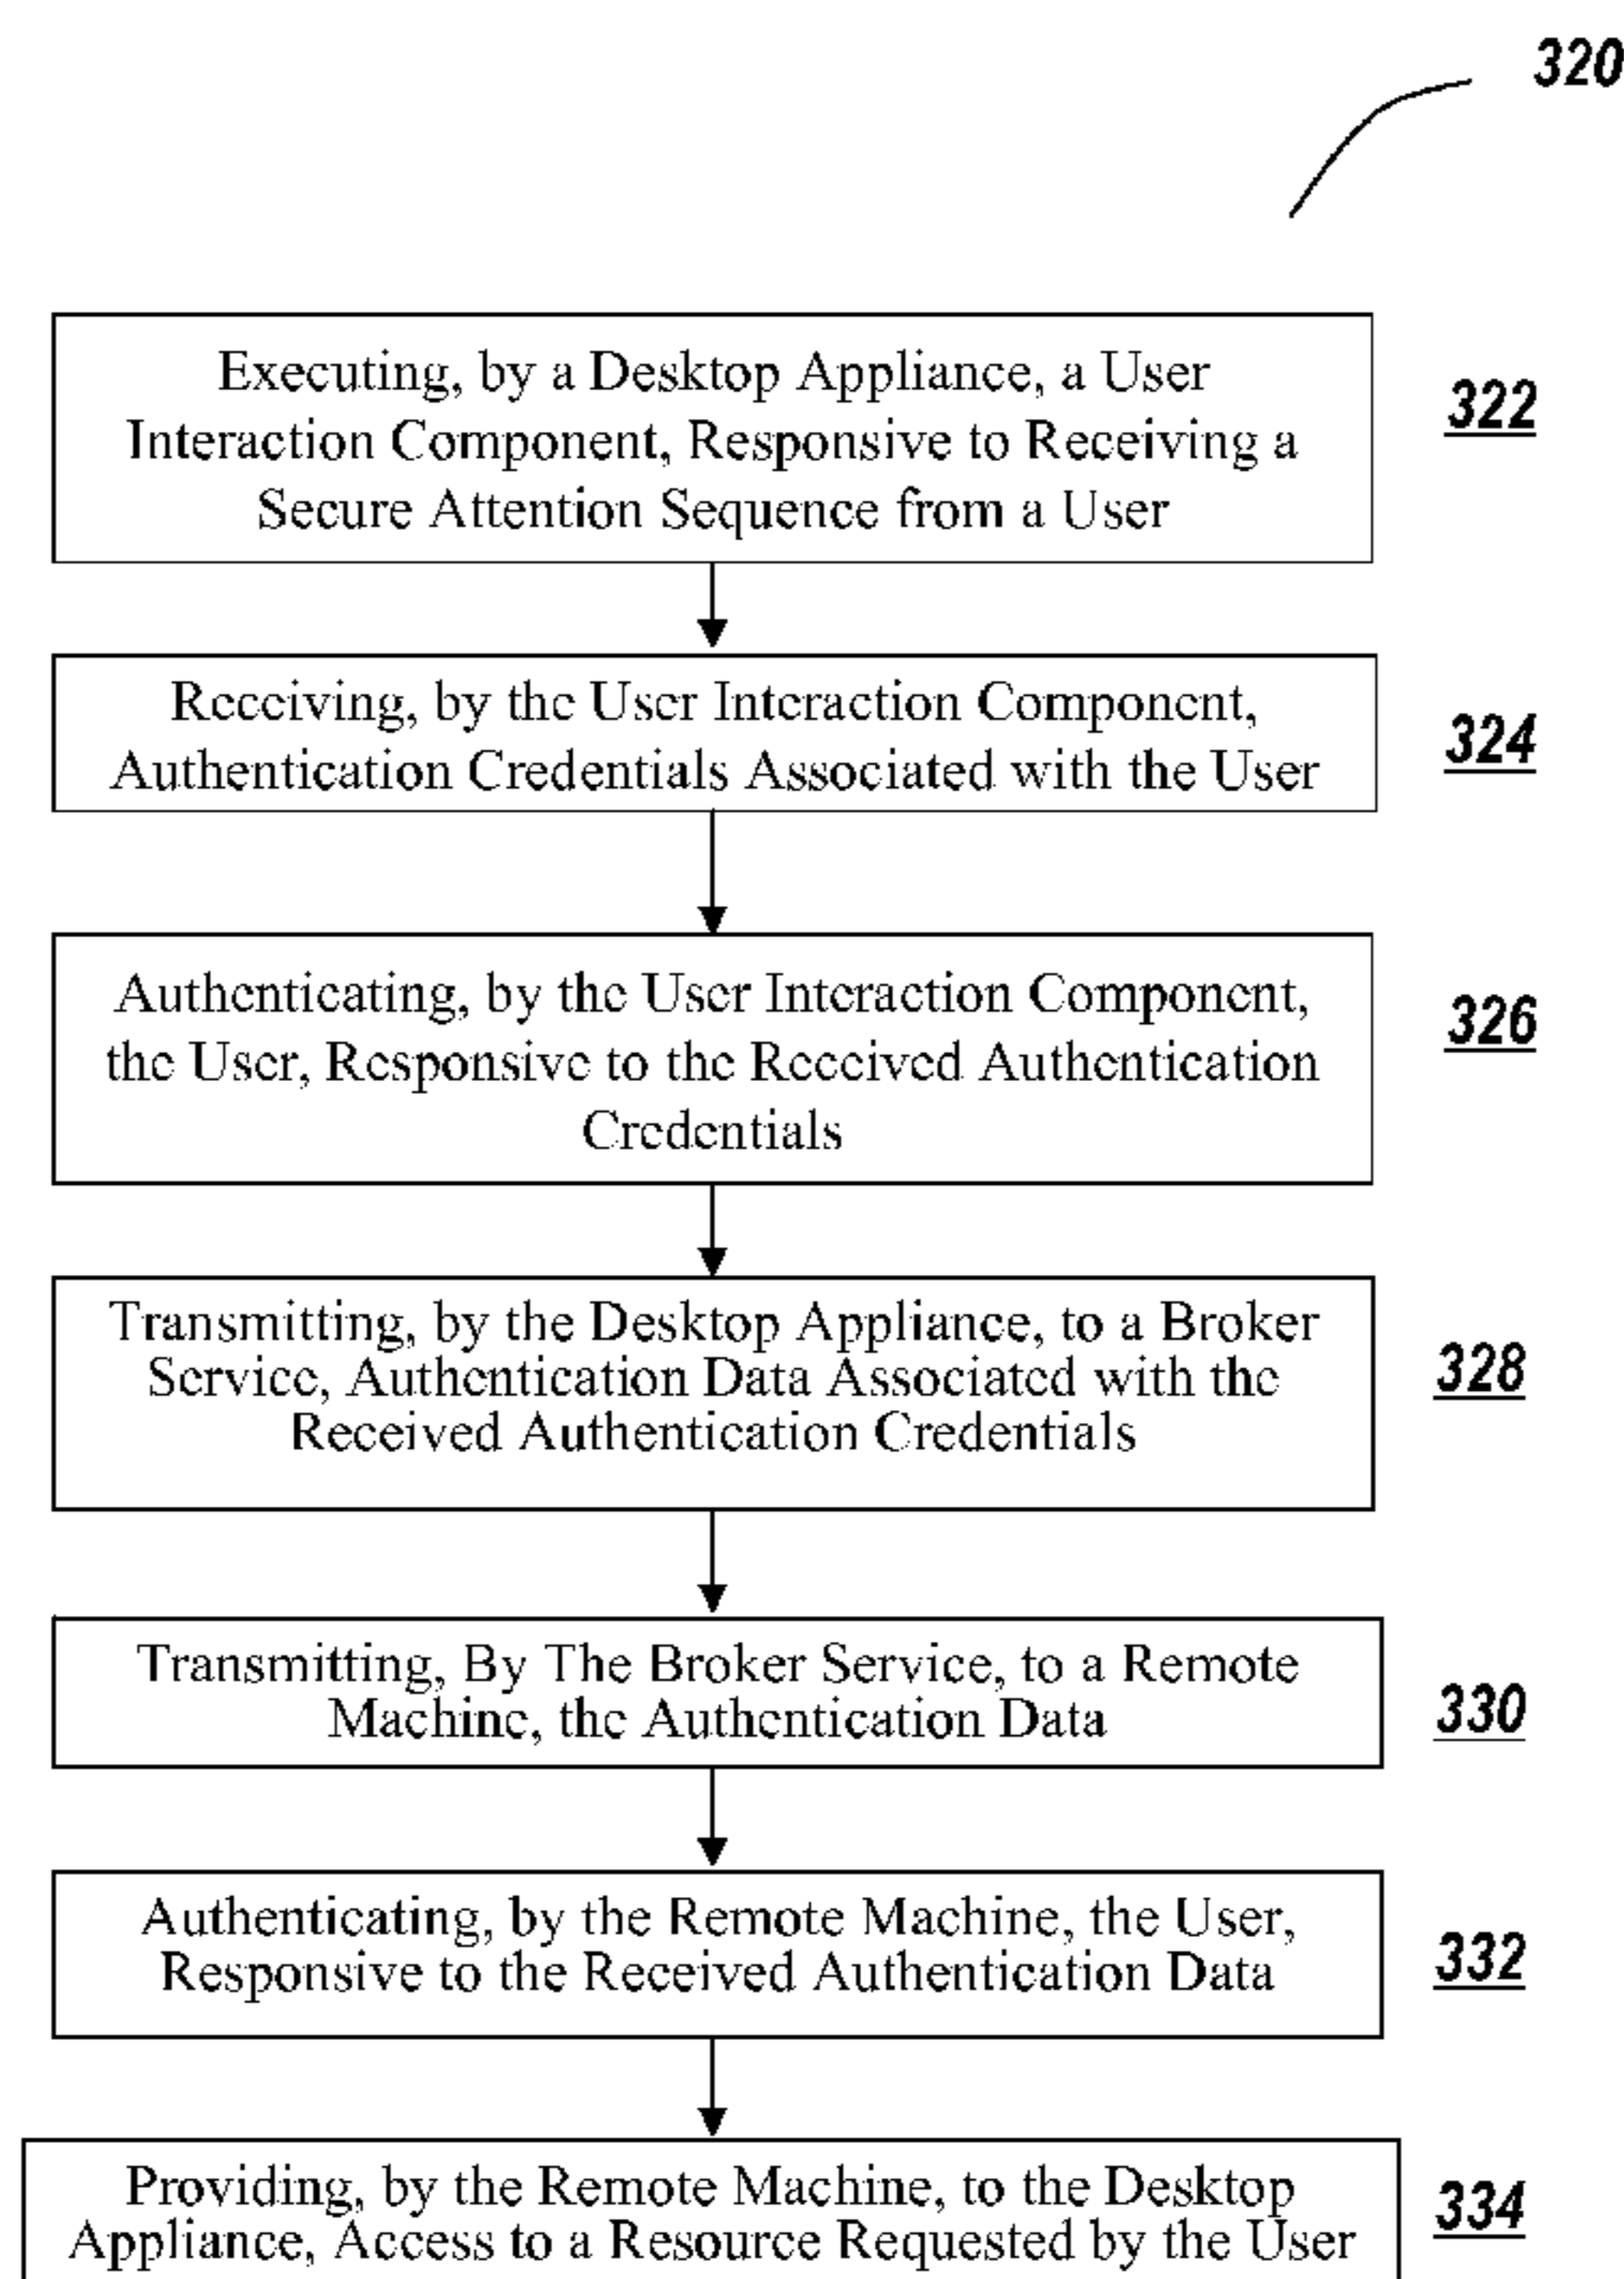 320
Executing, by a Desktop Appliance, a User
Interaction Component, Responsive to Receiving a
Secure Attention Sequence from a User
322
Receiving, by the User Interaction Component,
Authentication Credentials Associated with the User
324
Authenticating, by the User Interaction Component,
the User, Responsive to the Received Authentication
Credentials
326
Transmitting, by the Desktop Appliance, to a Broker
Service, Authentication Data Associated with the
Received Authentication Credentials
328
Transmitting, By The Broker Service, to a Remote
Machine, the Authentication Data
330
Authenticating, by the Remote Machine, the User,
Responsive to the Received Authentication Data
332
Providing, by the Remote Machine, to the Desktop
Appliance, Access to a Resource Requested by the User
334